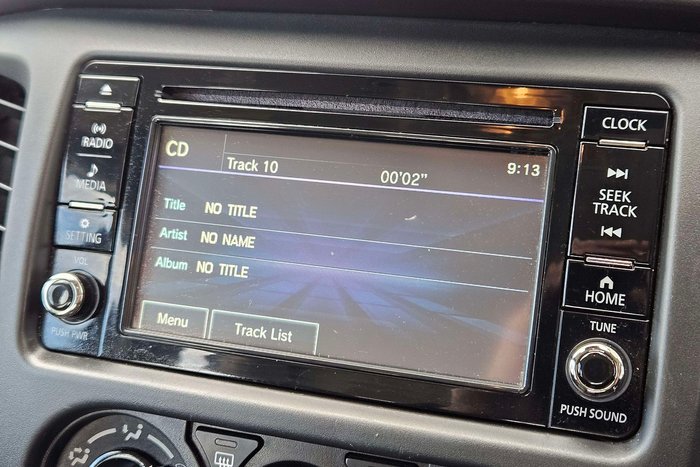 RADIO
MEDIA
SETTING
VOL
PUSH PWR
CD
Track 10
00'02"
9:13
Title NO TITLE
Artist NO NAME
Album NO TITLE
Menu
Track List
CLOCK
SEEK
TRACK
HOME
TUNE
PUSH SOUND